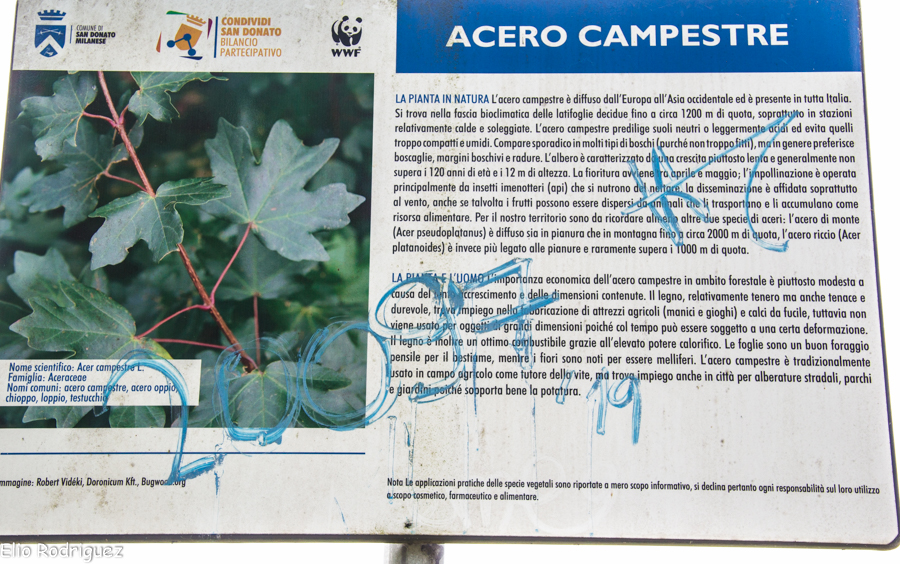 COMUNE DI
SAN DONATO
MILANESE
CONDIVIDI
SAN DONATO
BILANCIO
PARTECIPATIVO
WWF
ACERO CAMPESTRE
LA PIANTA IN NATURA L'acero campestre è diffuso dall'Europa all'Asia occidentale ed è presente in tutta Italia.
Si trova nella fascia bioclimatica delle latifoglie decidue fino a circa 1200 m di quota, soprattutto in stazioni
relativamente calde e soleggiate. L'acero campestre predilige suoli neutri o leggermente acidi ed evita quelli
troppo compatti e umidi. Compare sporadico in molti tipi di boschi (purché non troppo fitti), ma in genere preferisce
boscaglie, margini boschivi e radure. L'albero è caratterizzato da una crescita piuttosto lenta e generalmente non
supera i 120 anni di età e i 12 m di altezza. La fioritura avviene tra aprile e maggio; l'impollinazione è operata
principalmente da insetti imenotteri (api) che si nutrono del nettare, la disseminazione è affidata soprattutto
al vento, anche se talvolta i frutti possono essere dispersi da animali che li trasportano e li accumulano come
risorsa alimentare. Per il nostro territorio sono da ricordare almeno altre due specie di aceri: l'acero di monte
(Acer pseudoplatanus) è diffuso sia in pianura che in montagna fino a circa 2000 m di quota, l'acero riccio (Acer
platanoides) è invece più legato alle pianure e raramente supera i 1000 m di quota.
LA PIANTA E L'UOMO L'importanza economica dell'acero campestre in ambito forestale è piuttosto modesta a
causa del lento accrescimento e delle dimensioni contenute. Il legno, relativamente tenero ma anche tenace e
durevole, trova impiego nella fabbricazione di attrezzi agricoli (manici e gioghi) e calci da fucile, tuttavia non
viene usato per oggetti di grandi dimensioni poiché col tempo può essere soggetto a una certa deformazione.
Il legno è inoltre un ottimo combustibile grazie all'elevato potere calorifico. Le foglie sono un buon foraggio
pensile per il bestiame, mentre i fiori sono noti per essere melliferi. L'acero campestre è tradizionalmente
usato in campo agricolo come tutore della vite, ma trova impiego anche in città per alberature stradali, parchi
e giardini poiché sopporta bene la potatura.
Nome scientifico: Acer campestre L.
Famiglia: Aceraceae
Nomi comuni: acero campestre, acero oppio,
chioppo, loppio, testucchio
mmagine: Robert Vidéki, Doronicum Kft., Bugwood.org
Nota Le applicazioni pratiche delle specie vegetali sono riportate a mero scopo informativo, si declina pertanto ogni responsabilità sul loro utilizzo
a scopo cosmetico, farmaceutico e alimentare.
19
Elio Rodriguez